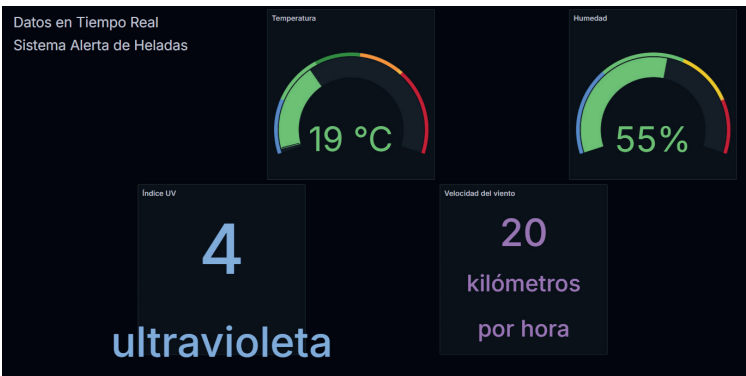 Datos en Tiempo Real
Sistema Alerta de Heladas
Temperatura
19 °C
Humedad
55%
Índice UV
4
ultravioleta
Velocidad del viento
20
kilómetros
por hora